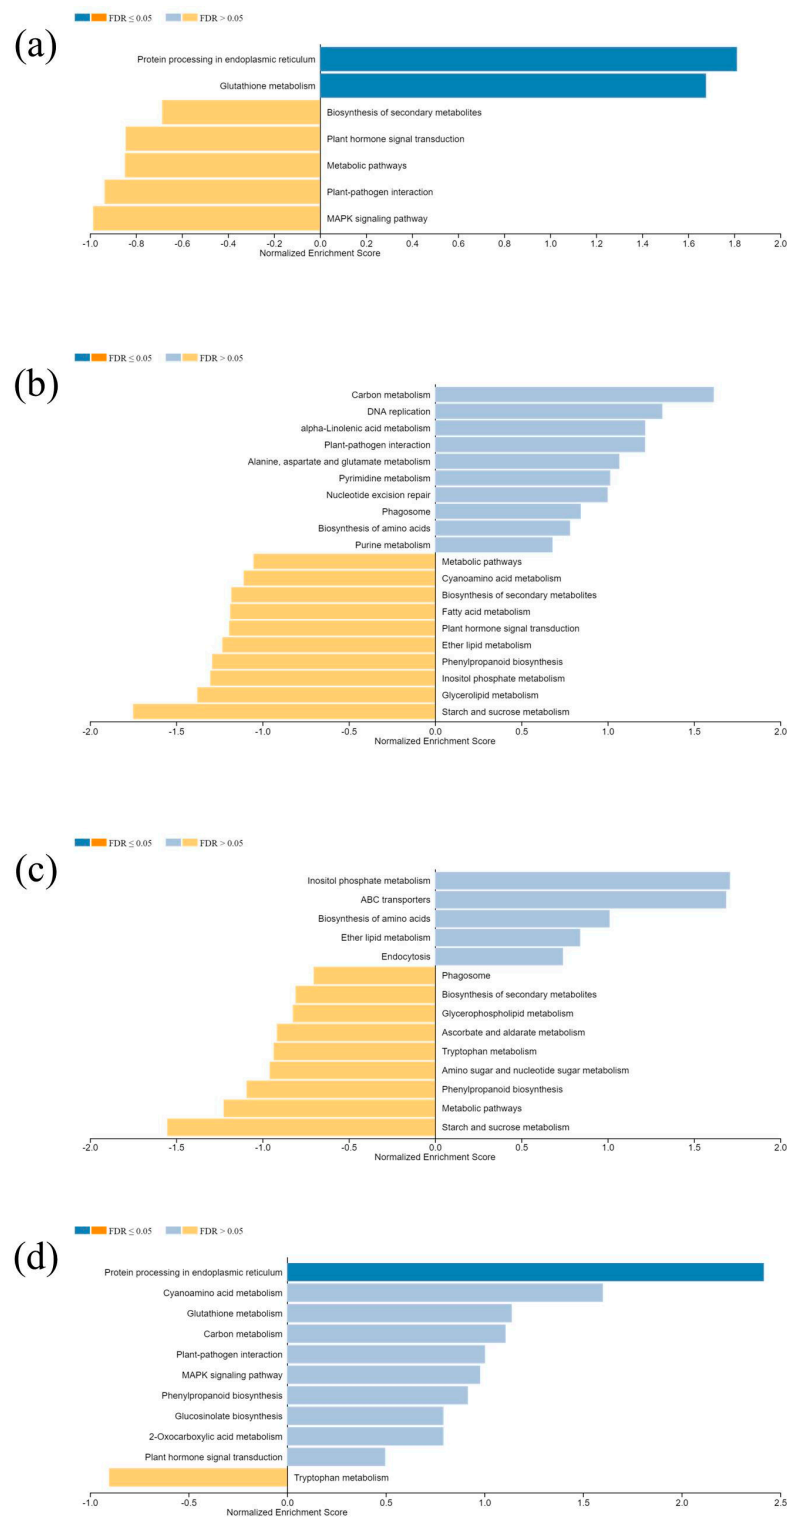 FDR ≤ 0.05 FDR > 0.05
(a)
Protein processing in endoplasmic reticulum
Glutathione metabolism
Biosynthesis of secondary metabolites
Plant hormone signal transduction
Metabolic pathways
Plant-pathogen interaction
MAPK signaling pathway
-1.0 -0.8 -0.6 -0.4 -0.2 0.0 0.2 0.4 0.6 0.8 1.0 1.2 1.4 1.6 1.8 2.0
Normalized Enrichment Score
FDR ≤ 0.05 FDR > 0.05
(b)
Carbon metabolism
DNA replication
alpha-Linolenic acid metabolism
Plant-pathogen interaction
Alanine, aspartate and glutamate metabolism
Pyrimidine metabolism
Nucleotide excision repair
Phagosome
Biosynthesis of amino acids
Purine metabolism
Metabolic pathways
Cyanoamino acid metabolism
Biosynthesis of secondary metabolites
Fatty acid metabolism
Plant hormone signal transduction
Ether lipid metabolism
Phenylpropanoid biosynthesis
Inositol phosphate metabolism
Glycerolipid metabolism
Starch and sucrose metabolism
-2.0 -1.5 -1.0 -0.5 0.0 0.5 1.0 1.5 2.0
Normalized Enrichment Score
FDR ≤ 0.05 FDR > 0.05
(c)
Inositol phosphate metabolism
ABC transporters
Biosynthesis of amino acids
Ether lipid metabolism
Endocytosis
Phagosome
Biosynthesis of secondary metabolites
Glycerophospholipid metabolism
Ascorbate and aldarate metabolism
Tryptophan metabolism
Amino sugar and nucleotide sugar metabolism
Phenylpropanoid biosynthesis
Metabolic pathways
Starch and sucrose metabolism
-2.0 -1.5 -1.0 -0.5 0.0 0.5 1.0 1.5 2.0
Normalized Enrichment Score
FDR ≤ 0.05 FDR > 0.05
(d)
Protein processing in endoplasmic reticulum
Cyanoamino acid metabolism
Glutathione metabolism
Carbon metabolism
Plant-pathogen interaction
MAPK signaling pathway
Phenylpropanoid biosynthesis
Glucosinolate biosynthesis
2-Oxocarboxylic acid metabolism
Plant hormone signal transduction
Tryptophan metabolism
-1.0 -0.5 0.0 0.5 1.0 1.5 2.0 2.5
Normalized Enrichment Score